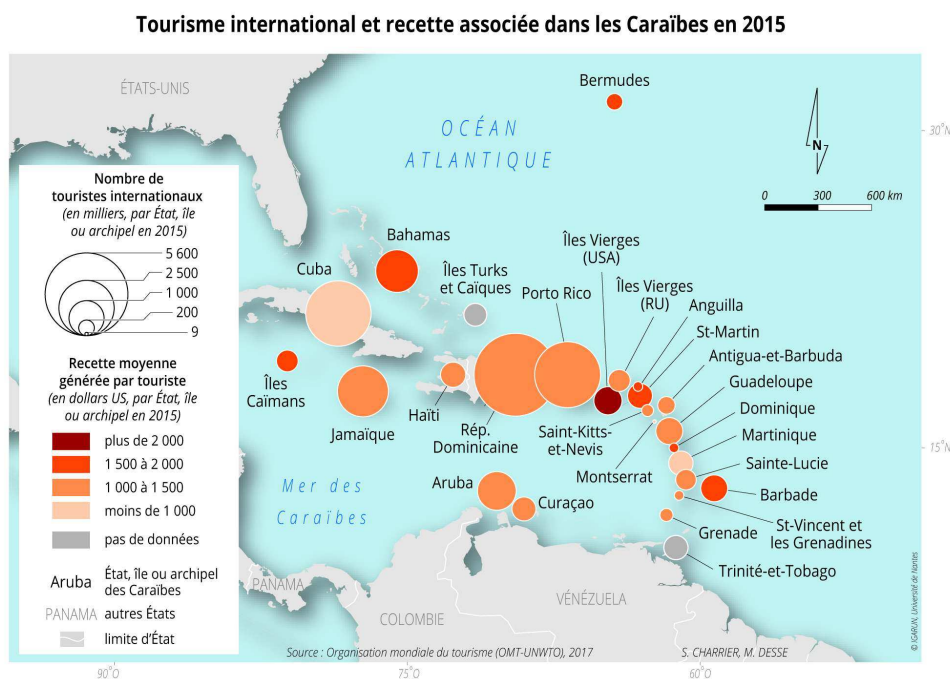 Tourisme international et recette associée dans les Caraïbes en 2015
Bermudes
ÉTATS-UNIS
OCÉAN
ATLANTIQUE
N
30°N
0 300 600 km
Nombre de
touristes internationaux
(en milliers, par État, île
ou archipel en 2015)
5 600
2 500
1 000
200
9
Recette moyenne
générée par touriste
(en dollars US, par État, île
ou archipel en 2015)
plus de 2 000
1 500 à 2 000
1 000 à 1 500
moins de 1 000
pas de données
Aruba
État, île ou archipel
des Caraïbes
PANAMA autres États
limite d'État
Bahamas
Cuba
Îles Turks
et Caïques
Porto Rico
Îles Vierges
(USA)
Îles Vierges
(RU)
Anguilla
St-Martin
Antigua-et-Barbuda
Guadeloupe
Dominique
Martinique
Sainte-Lucie
Barbade
St-Vincent et
les Grenadines
Grenade
Trinité-et-Tobago
Îles
Caïmans
Jamaïque
Haïti
Rép.
Dominicaine
Saint-Kitts-
et-Nevis
Montserrat
15°N
Mer des
Caraïbes
Aruba
Curaçao
PANAMA
COLOMBIE
VÉNÉZUELA
Source : Organisation mondiale du tourisme (OMT-UNWTO), 2017
S. CHARRIER, M. DESSE
© IGARUN, Université de Nantes
90°O
75°O
60°O